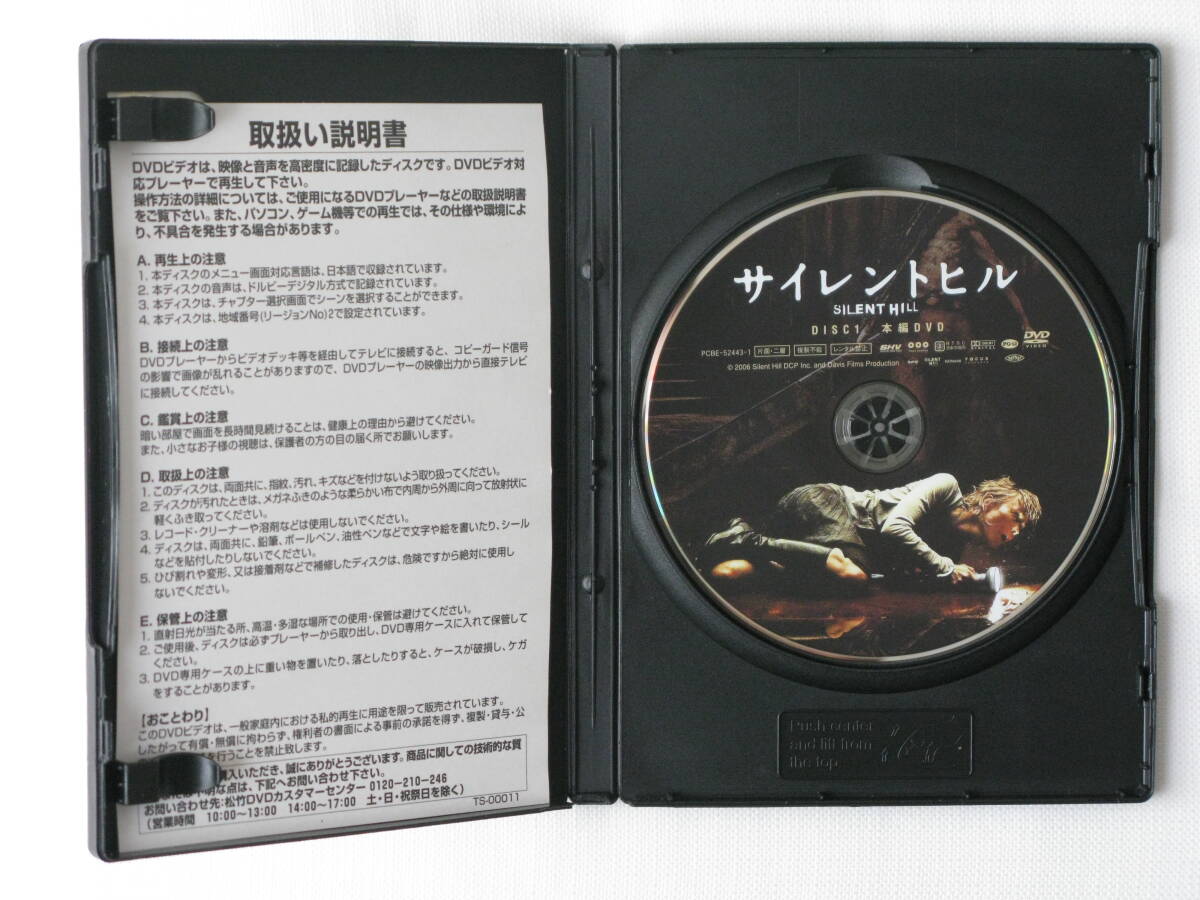 取扱い説明書
DVDビデオは、映像と音声を高密度に記録したディスクです。DVDビデオ対
応プレーヤーで再生して下さい。
操作方法の詳細については、ご使用になるDVDプレーヤーなどの取扱説明書
をご覧下さい。また、パソコン、ゲーム機等での再生では、その仕様や環境によ
り、不具合を発生する場合があります。
A. 再生上の注意
1. 本ディスクのメニュー画面対応言語は、日本語で収録されています。
2. 本ディスクの音声は、ドルビーデジタル方式で記録されています。
3. 本ディスクは、チャプター選択画面でシーンを選択することができます。
4. 本ディスクは、地域番号(リージョンNo)2で設定されています。
B. 接続上の注意
DVDプレーヤーからビデオデッキ等を経由してテレビに接続すると、コピーガード信号
の影響で画像が乱れることがありますので、DVDプレーヤーの映像出力から直接テレビ
に接続してください。
C. 鑑賞上の注意
暗い部屋で画面を長時間見続けることは、健康上の理由から避けてください。
また、小さなお子様の視聴は、保護者の方の目の届く所でお願いします。
D. 取扱上の注意
1. このディスクは、両面共に、指紋、汚れ、キズなどを付けないよう取り扱ってください。
2. ディスクが汚れたときは、メガネふきのような柔らかい布で内周から外周に向って放射状に
軽くふき取ってください。
3. レコード・クリーナーや溶剤などは使用しないでください。
4. ディスクは、両面共に、鉛筆、ボールペン、油性ペンなどで文字や絵を書いたり、シール
などを貼付したりしないでください。
5. ひび割れや変形、又は接着剤などで補修したディスクは、危険ですから絶対に使用し
ないでください。
E. 保管上の注意
1. 直射日光が当たる所、高温・多湿な場所での使用・保管は避けてください。
2. ご使用後、ディスクは必ずプレーヤーから取り出し、DVD専用ケースに入れて保管して
ください。
3. DVD専用ケースの上に重い物を置いたり、落としたりすると、ケースが破損し、ケガ
をすることがあります。
【おことわり】
このDVDビデオは、一般家庭内における私的再生に用途を限って販売されています。
したがって有償・無償に拘わらず、権利者の書面による事前の承諾を得ず、複製・貸与・公
を行うことを禁止致します。
入いただき、誠にありがとうございます。商品に関しての技術的な質
不明な点は、下記へお問い合わせ下さい。
お問い合わせ先:松竹DVDカスタマーセンター 0120-210-246
(営業時間 10:00〜13:00 14:00〜17:00 土・日・祝祭日を除く)
TS-00011
サイレントヒル
SILENT HILL
DISC1 本編DVD
PCBE-52443-1 片面・二層 複製不能 レンタル禁止 SHV
DVD
VIDEO
© 2006 Silent Hill DCP Inc. and Davis Films Production
Push center
and lift from
the top